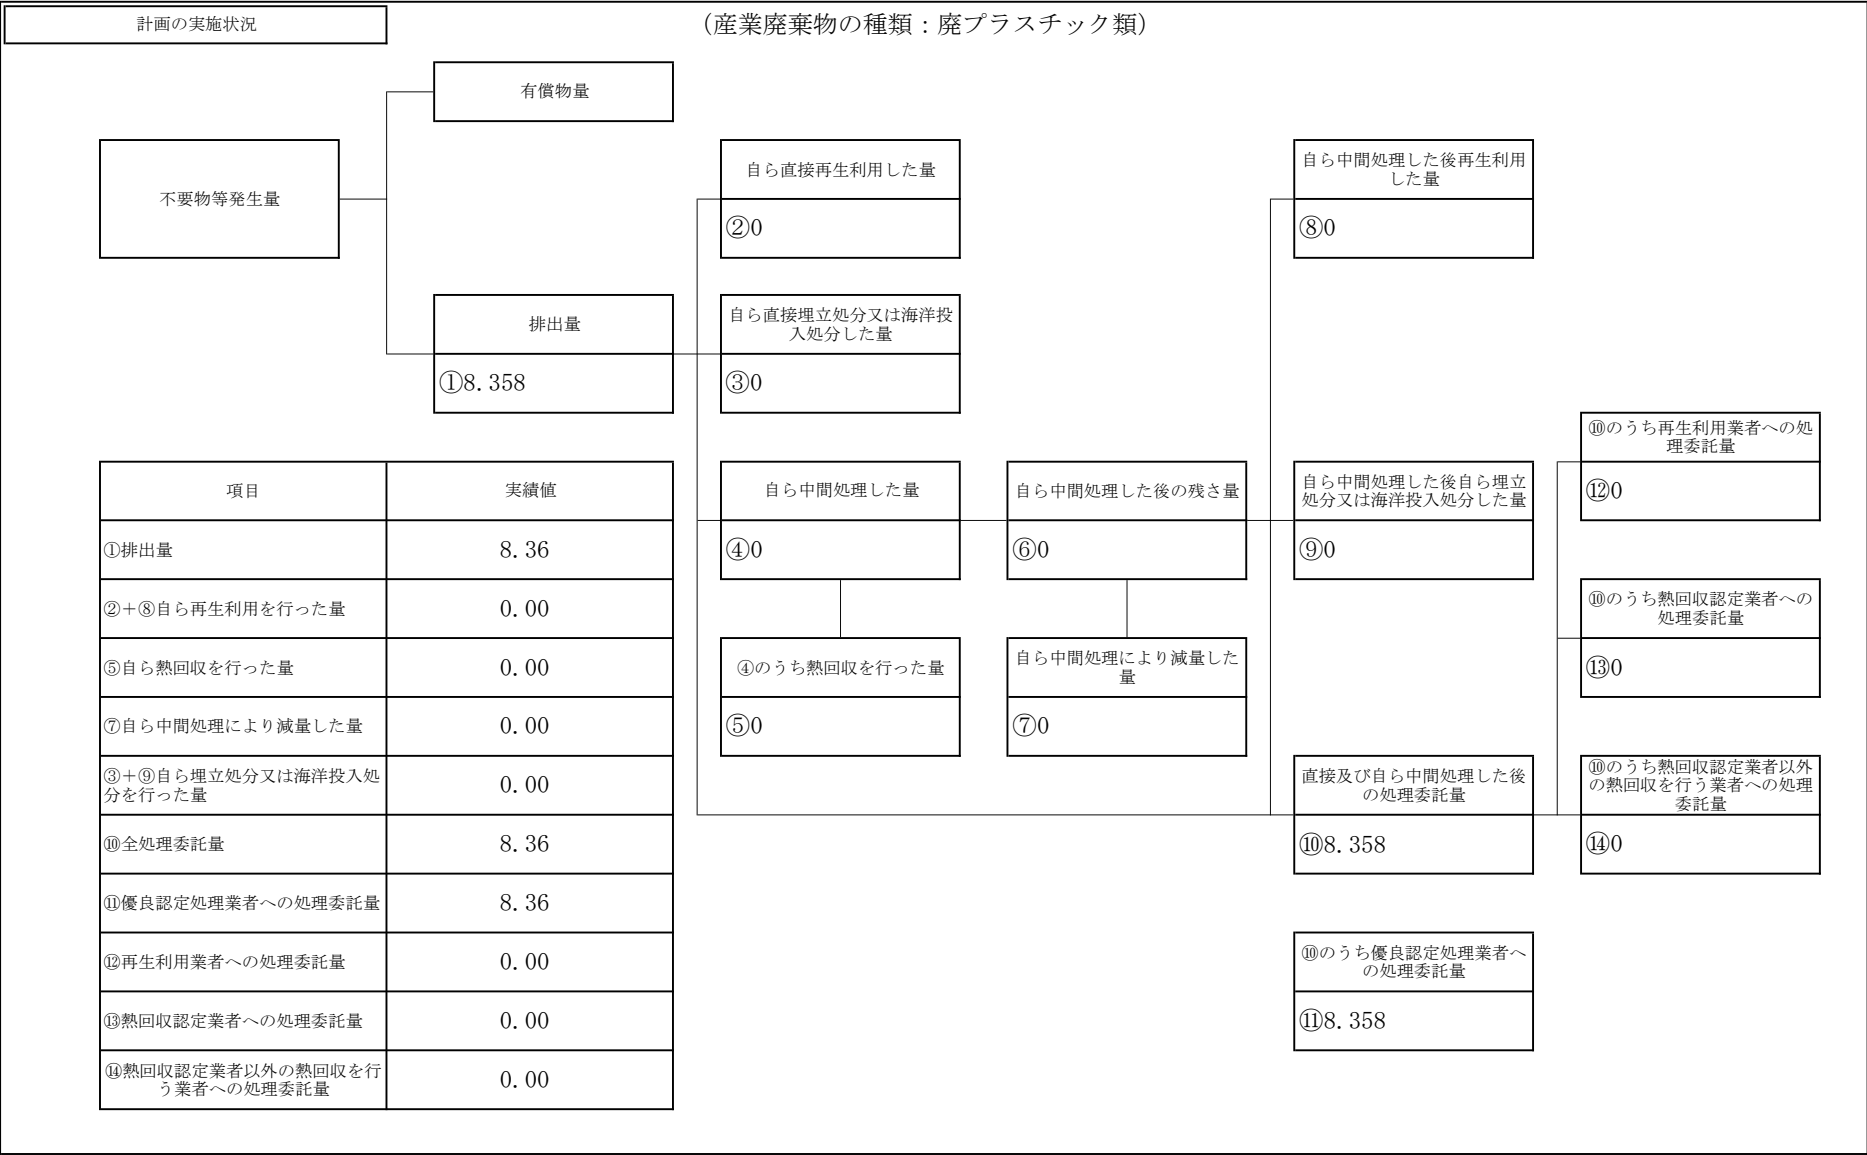 計画の実施状況
（産業廃棄物の種類：廃プラスチック類）
有償物量
不要物等発生量
自ら直接再生利用した量
②0
自ら中間処理した後再生利用
した量
⑧0
排出量
①8.358
自ら直接埋立処分又は海洋投
入処分した量
③0
⑩のうち再生利用業者への処
理委託量
⑫0
自ら中間処理した量
④0
自ら中間処理した後の残さ量
⑥0
自ら中間処理した後自ら埋立
処分又は海洋投入処分した量
⑨0
⑩のうち熱回収認定業者への
処理委託量
⑬0
④のうち熱回収を行った量
⑤0
自ら中間処理により減量した
量
⑦0
直接及び自ら中間処理した後
の処理委託量
⑩8.358
⑩のうち熱回収認定業者以外
の熱回収を行う業者への処理
委託量
⑭0
⑩のうち優良認定処理業者へ
の処理委託量
⑪8.358
項目 実績値
①排出量 8.36
②＋⑧自ら再生利用を行った量 0.00
⑤自ら熱回収を行った量 0.00
⑦自ら中間処理により減量した量 0.00
③＋⑨自ら埋立処分又は海洋投入処
分を行った量 0.00
⑩全処理委託量 8.36
⑪優良認定処理業者への処理委託量 8.36
⑫再生利用業者への処理委託量 0.00
⑬熱回収認定業者への処理委託量 0.00
⑭熱回収認定業者以外の熱回収を行
う業者への処理委託量 0.00